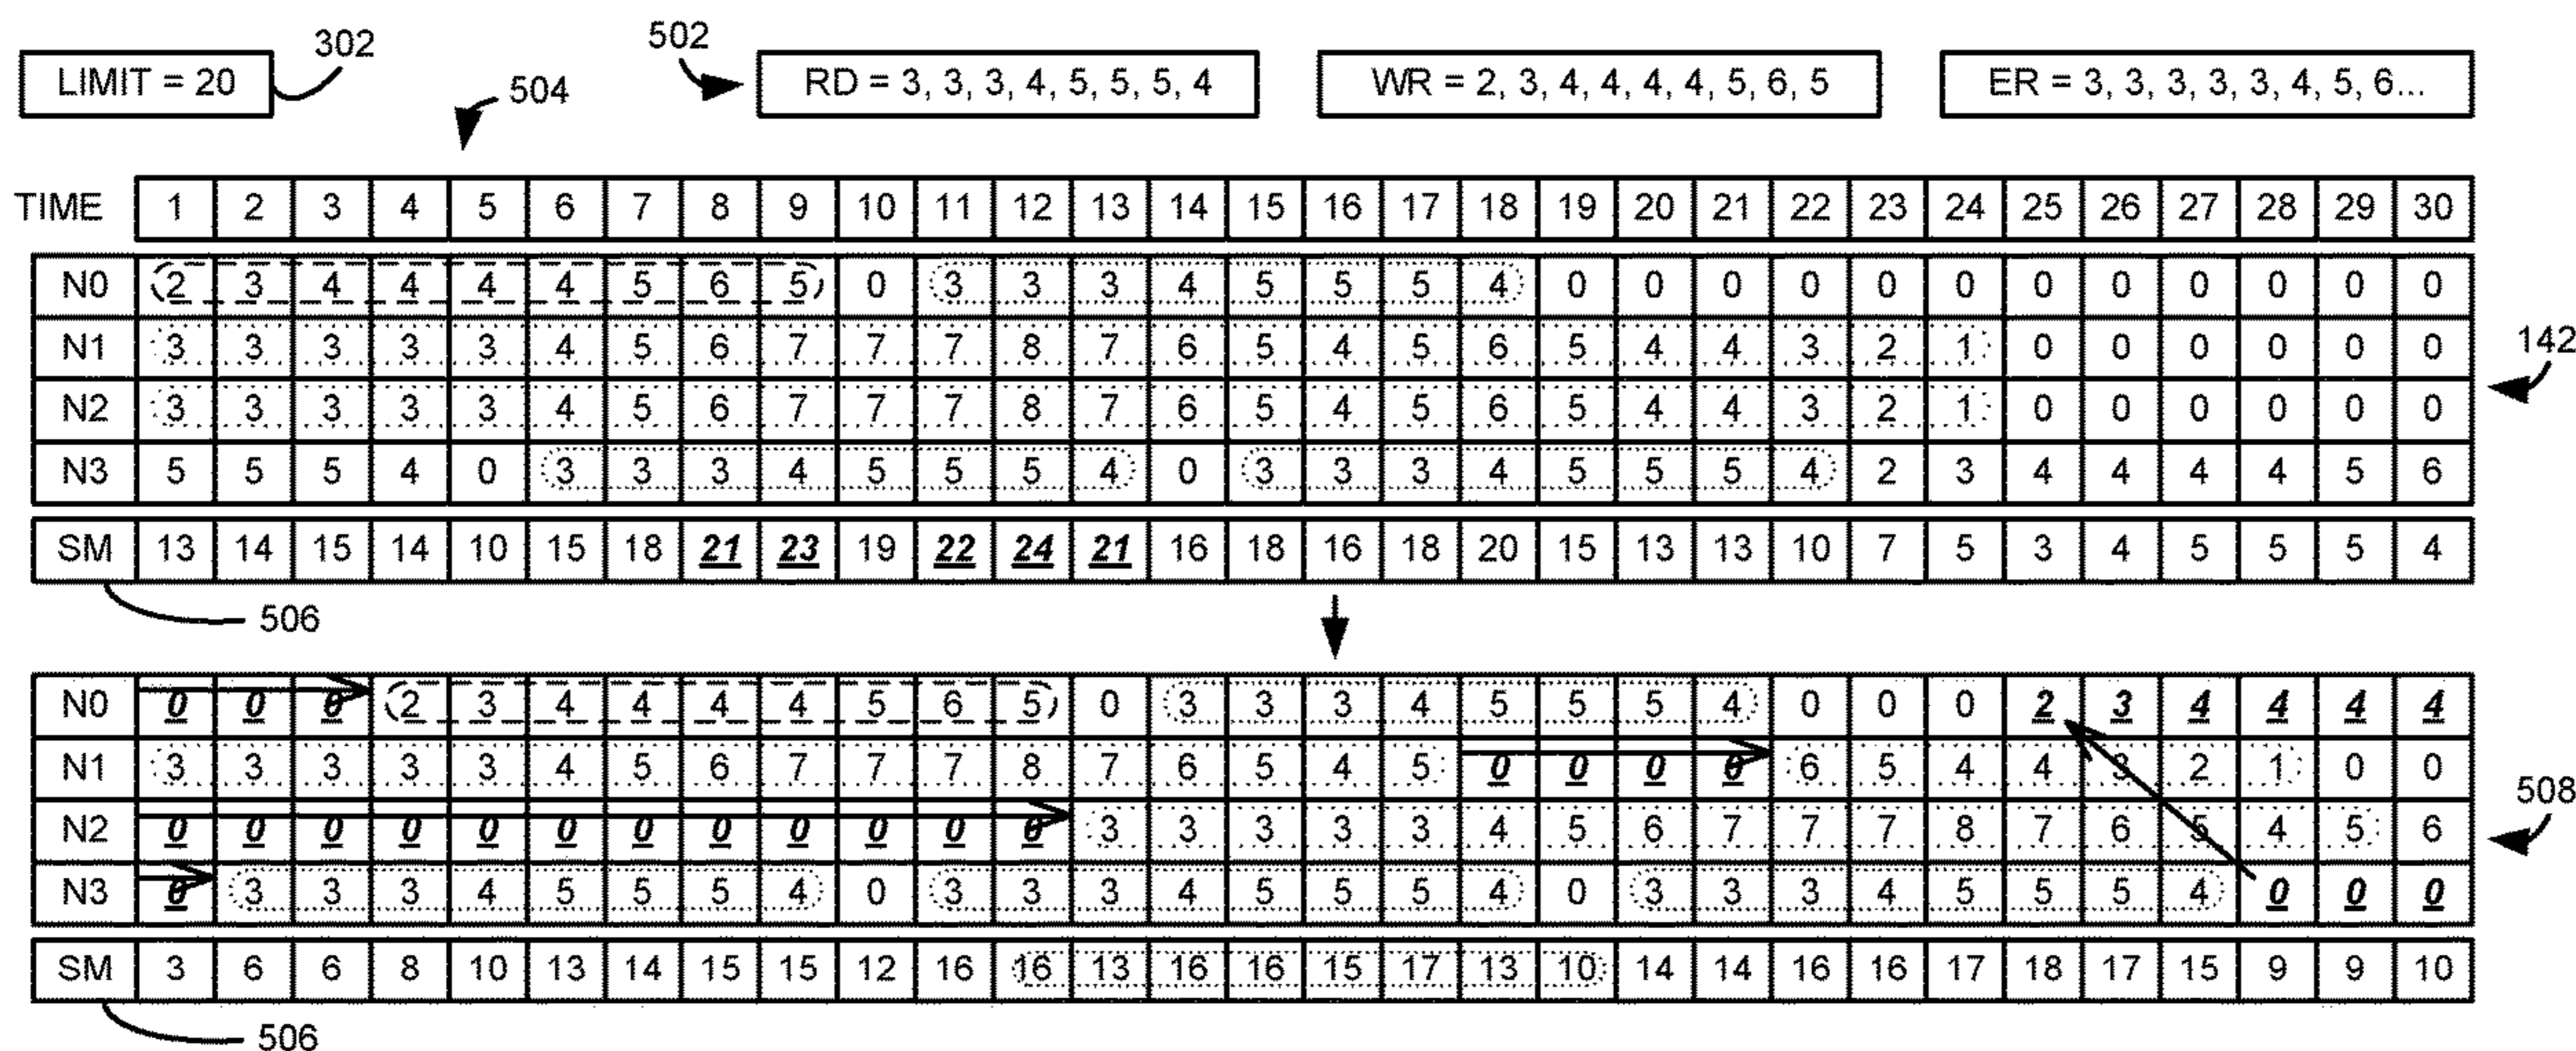 302
502
LIMIT = 20
504
RD = 3, 3, 3, 4, 5, 5, 5, 4
WR = 2, 3, 4, 4, 4, 4, 5, 6, 5
ER = 3, 3, 3, 3, 3, 4, 5, 6...
TIME 1 2 3 4 5 6 7 8 9 10 11 12 13 14 15 16 17 18 19 20 21 22 23 24 25 26 27 28 29 30
N0 2 3 4 4 4 4 5 6 5 0 3 3 3 4 5 5 5 4 0 0 0 0 0 0 0 0 0 0 0 0
N1 3 3 3 3 3 4 5 6 7 7 7 8 7 6 5 4 5 6 5 4 4 3 2 1 0 0 0 0 0 0
142
N2 3 3 3 3 3 4 5 6 7 7 7 8 7 6 5 4 5 6 5 4 4 3 2 1 0 0 0 0 0 0
N3 5 5 5 4 0 3 3 3 4 5 5 5 4 0 3 3 3 4 5 5 5 4 2 3 4 4 4 4 5 6
SM 13 14 15 14 10 15 18 21 23 19 22 24 21 16 18 16 18 20 15 13 13 10 7 5 3 4 5 5 5 4
506
N0 0 0 0 2 3 4 4 4 4 5 6 5 0 3 3 3 4 5 5 5 4 0 0 0 2 3 4 4 4 4
N1 3 3 3 3 3 4 5 6 7 7 7 8 7 6 5 4 5 0 0 0 0 6 5 4 4 3 2 1 0 0
508
N2 0 0 0 0 0 0 0 0 0 0 0 0 3 3 3 3 3 4 5 6 7 7 7 8 7 6 5 4 5 6
N3 0 3 3 3 4 5 5 5 4 0 3 3 3 4 5 5 5 4 0 3 3 3 4 5 5 5 4 0 0 0
SM 3 6 6 8 10 13 14 15 15 12 16 16 13 16 16 15 17 13 10 14 14 16 16 17 18 17 15 9 9 10
506